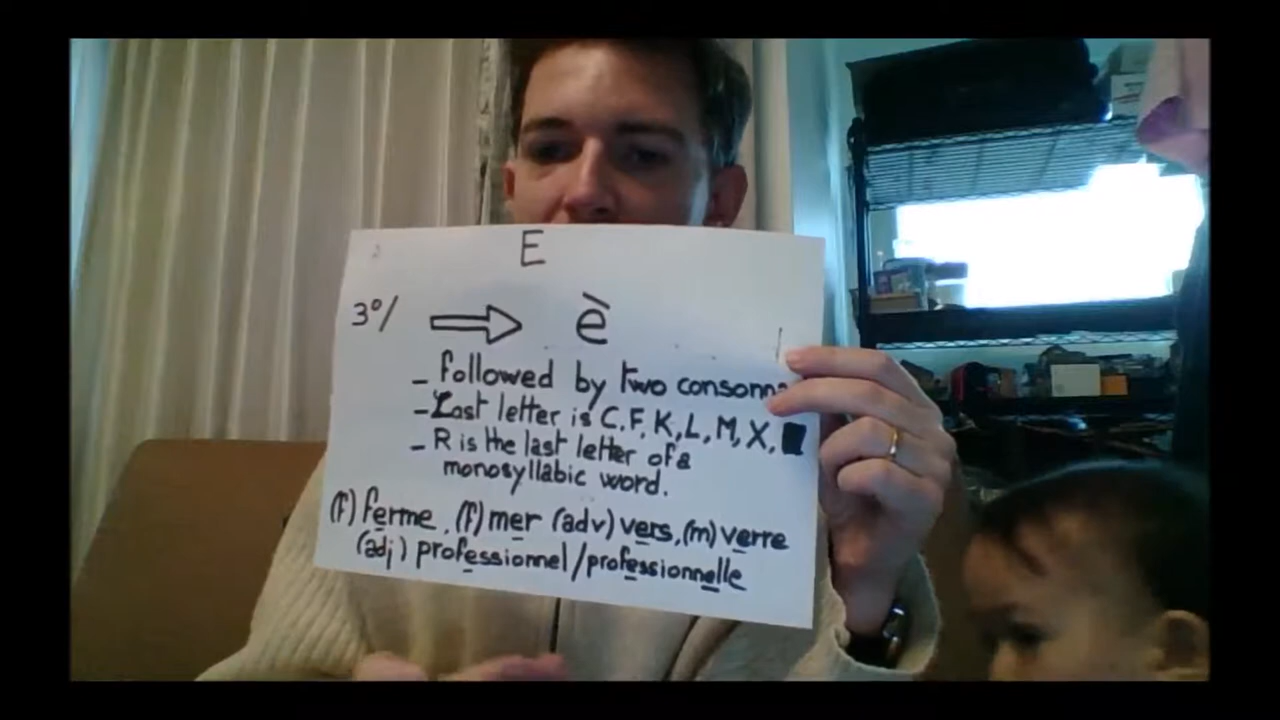 E
3°/ ⇒ è
- followed by two consonn
- Last letter is C, F, K, L, M, X,
- R is the last letter of a
monosyllabic word.
(f) ferme, (f) mer (adv) vers, (m) verre
(adj) professionnel/professionnelle